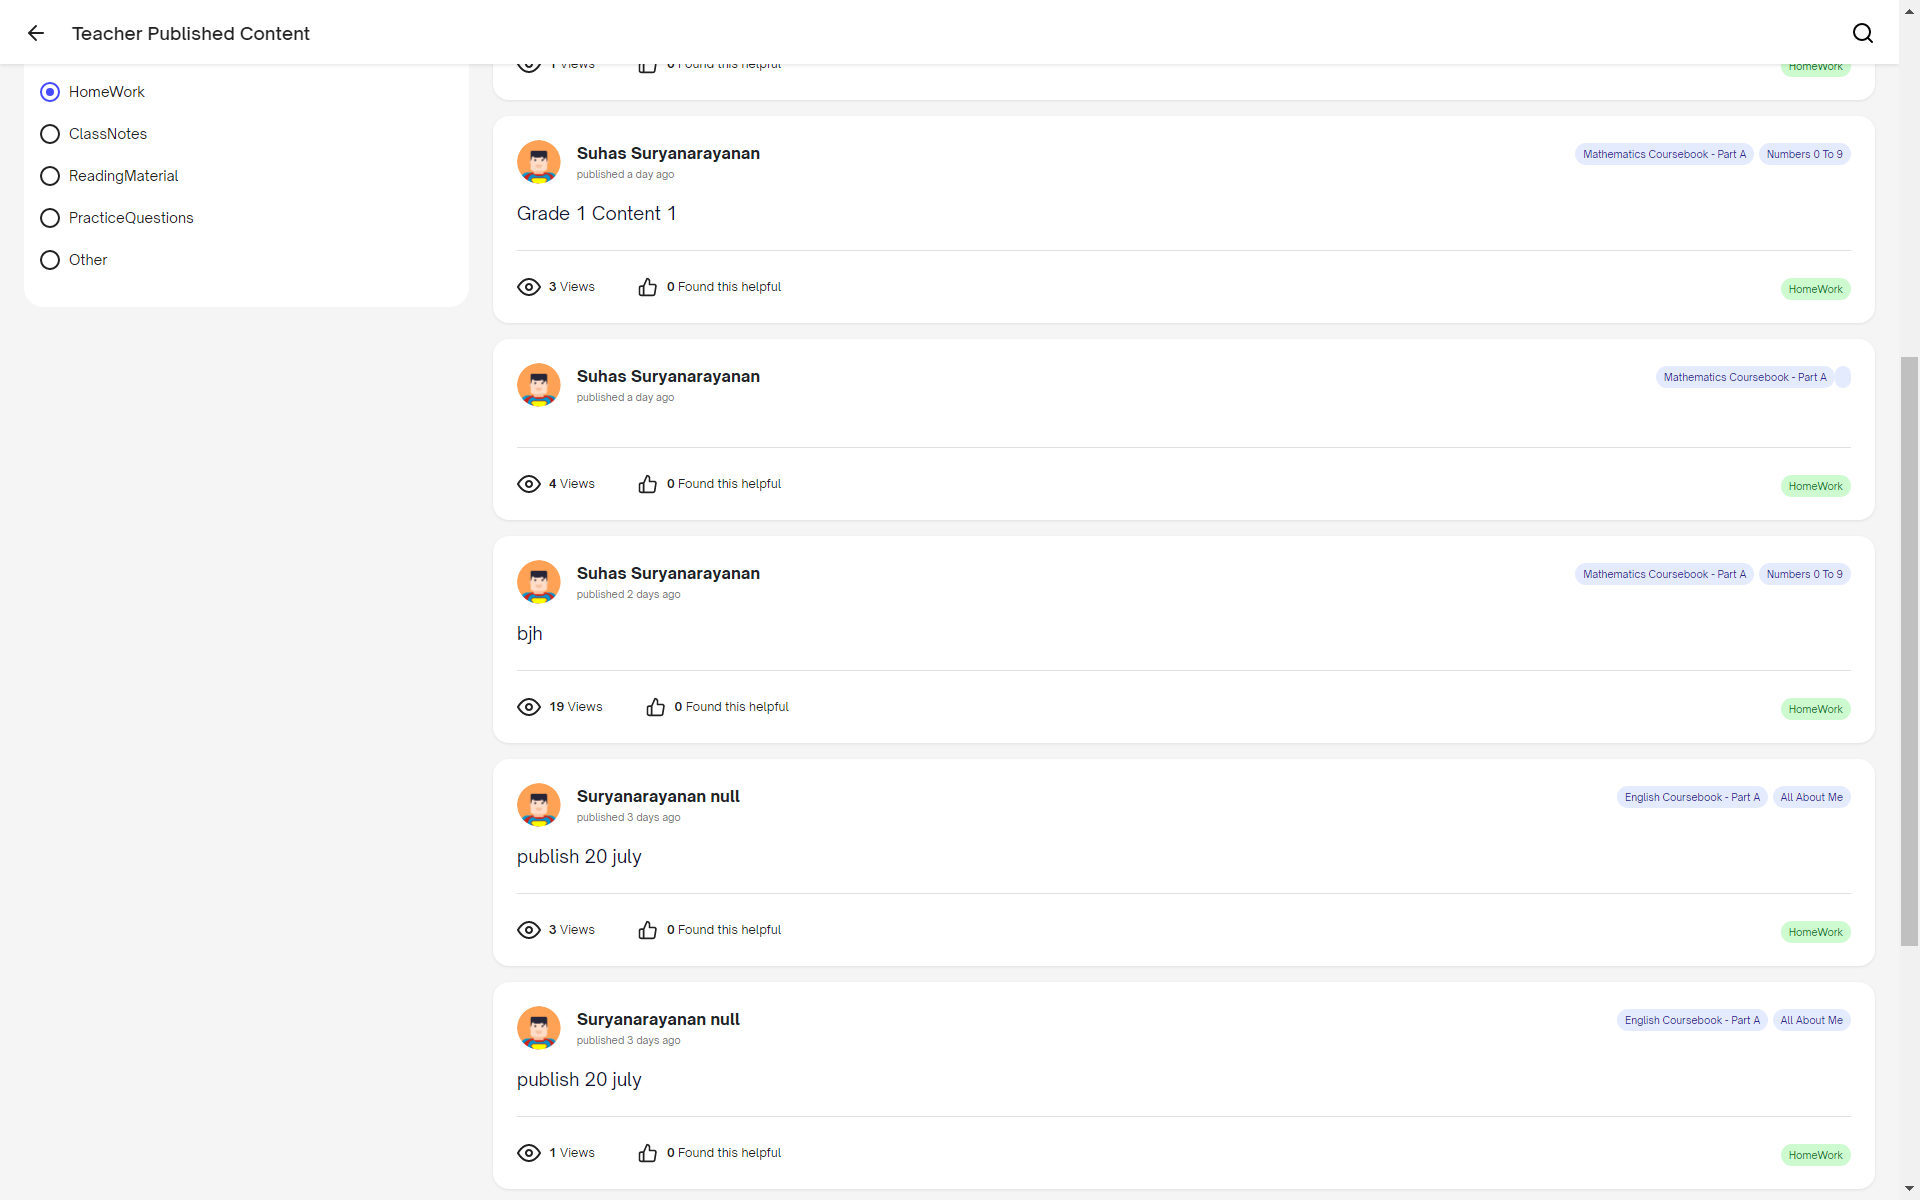 Teacher Published Content
HomeWork
ClassNotes
ReadingMaterial
PracticeQuestions
Other
1 Views
0 Found this helpful
HomeWork
Suhas Suryanarayanan
published a day ago
Mathematics Coursebook - Part A
Numbers 0 To 9
Grade 1 Content 1
3 Views
0 Found this helpful
HomeWork
Suhas Suryanarayanan
published a day ago
Mathematics Coursebook - Part A
4 Views
0 Found this helpful
HomeWork
Suhas Suryanarayanan
published 2 days ago
Mathematics Coursebook - Part A
Numbers 0 To 9
bjh
19 Views
0 Found this helpful
HomeWork
Suryanarayanan null
published 3 days ago
English Coursebook - Part A
All About Me
publish 20 july
3 Views
0 Found this helpful
HomeWork
Suryanarayanan null
published 3 days ago
English Coursebook - Part A
All About Me
publish 20 july
1 Views
0 Found this helpful
HomeWork